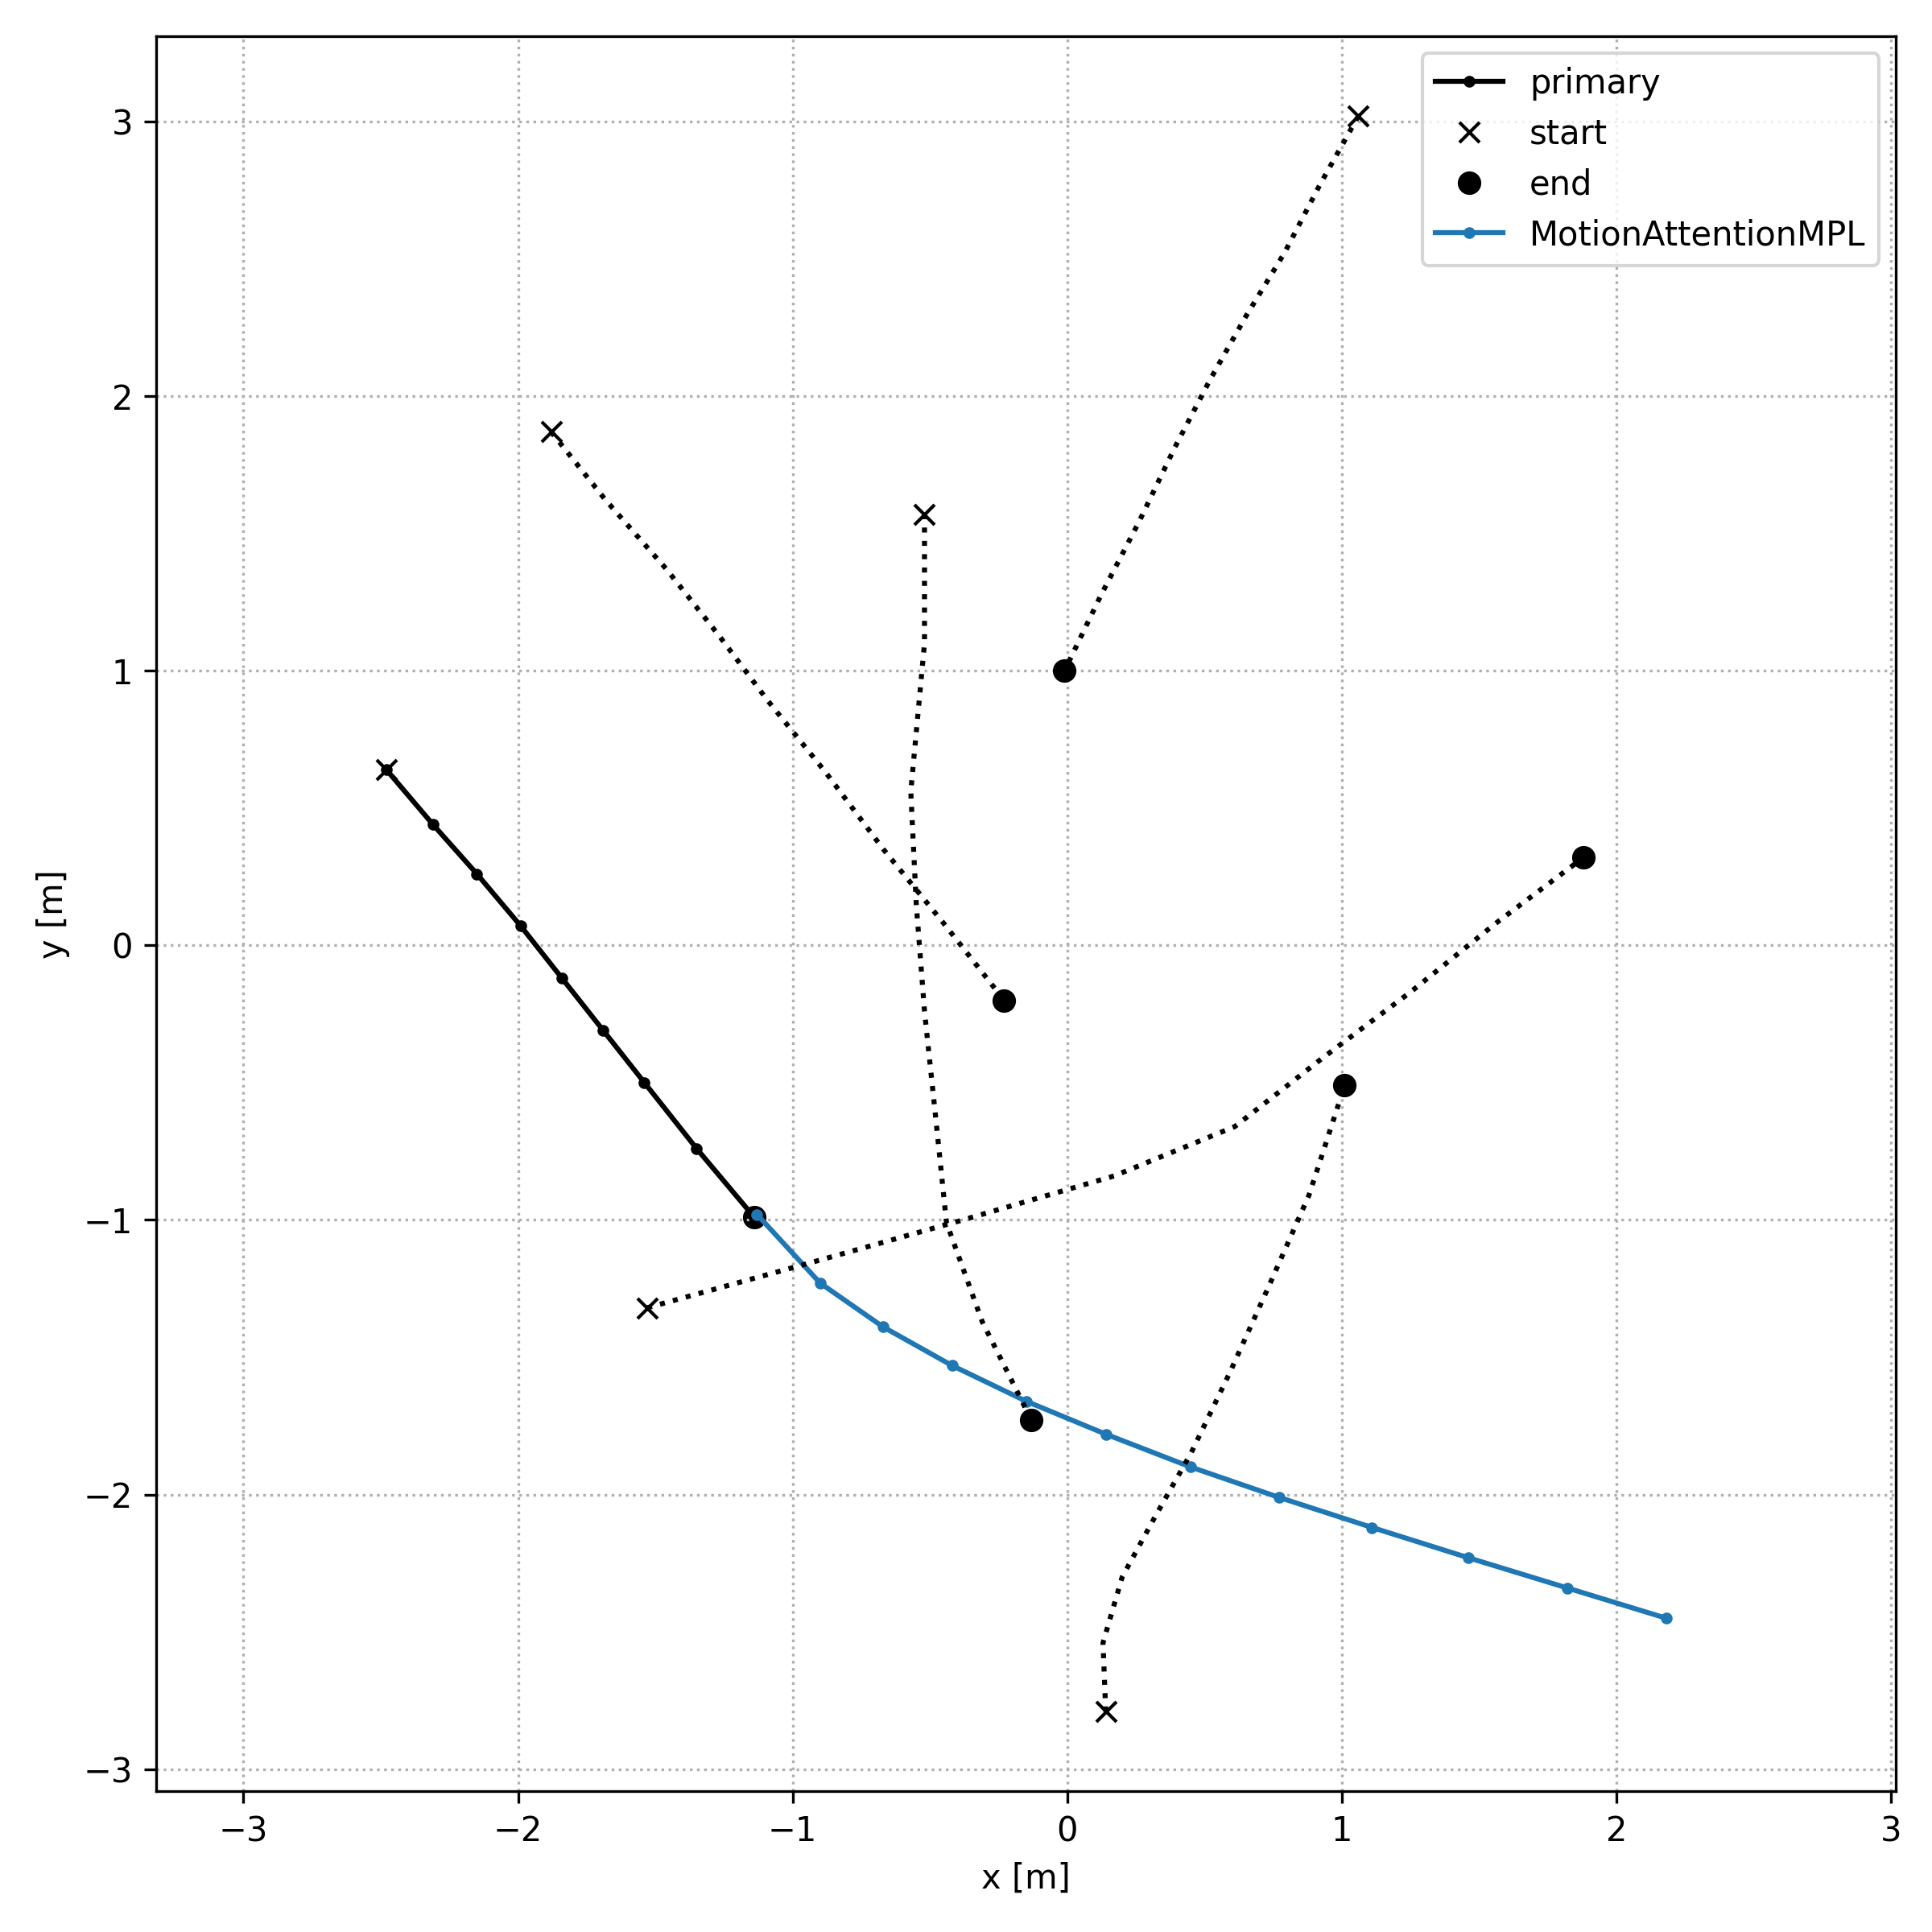 primary
start
end
MotionAttentionMPL
3
2
1
0
−1
−2
−3
y [m]
−3 −2 −1 0 1 2 3
x [m]